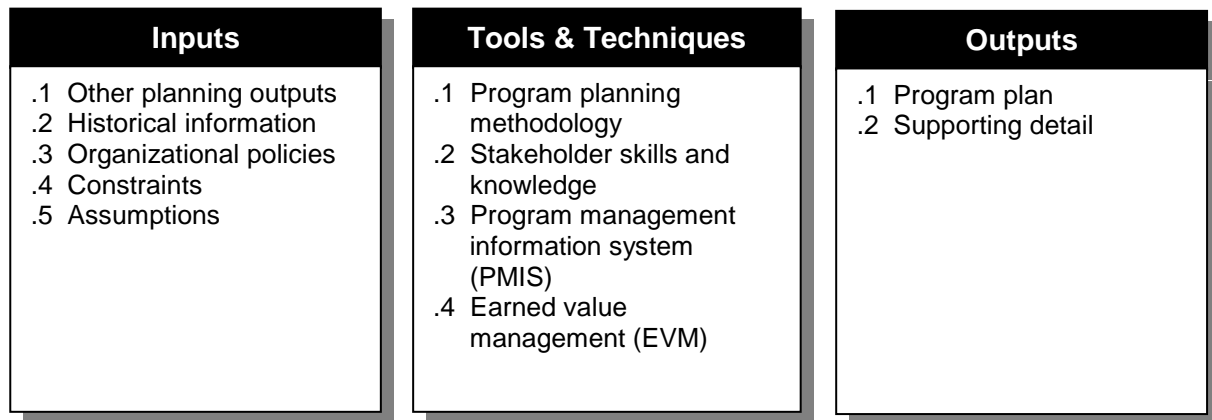 Inputs
.1 Other planning outputs
.2 Historical information
.3 Organizational policies
.4 Constraints
.5 Assumptions
Tools & Techniques
.1 Program planning
methodology
.2 Stakeholder skills and
knowledge
.3 Program management
information system
(PMIS)
.4 Earned value
management (EVM)
Outputs
.1 Program plan
.2 Supporting detail